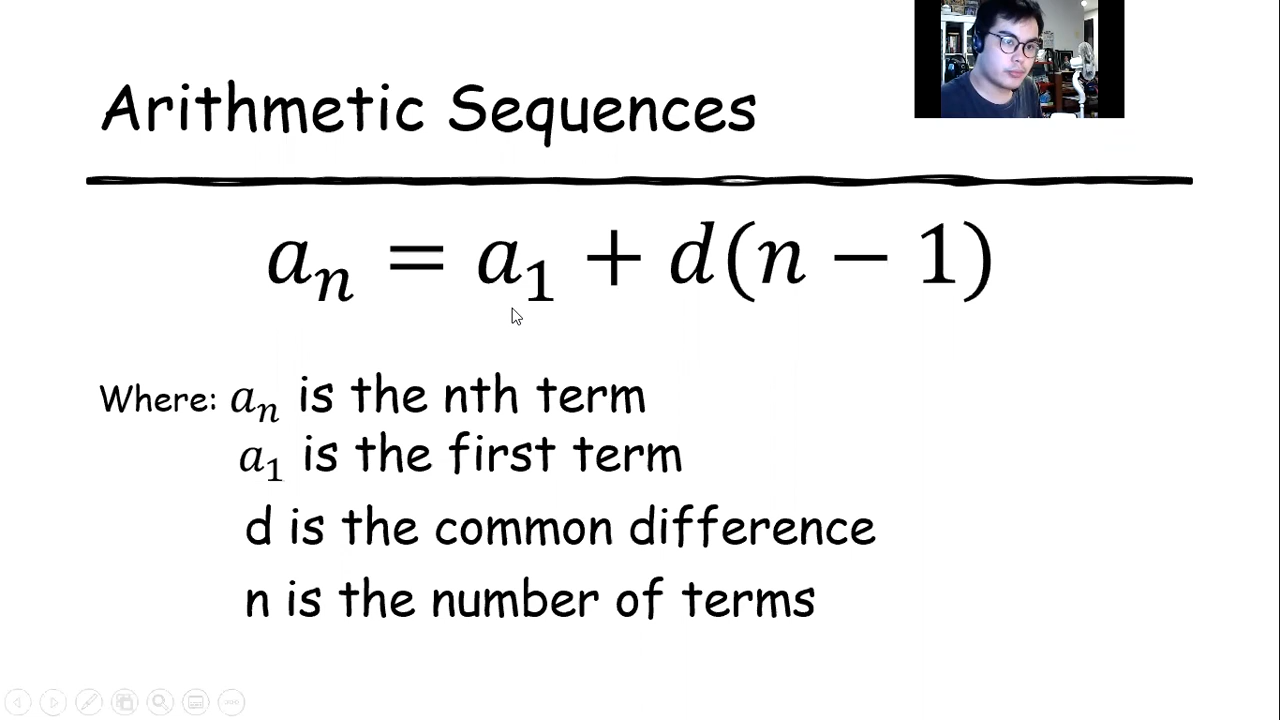 Arithmetic Sequences
aₙ = a₁ + d(n − 1)
Where: aₙ is the nth term
a₁ is the first term
d is the common difference
n is the number of terms